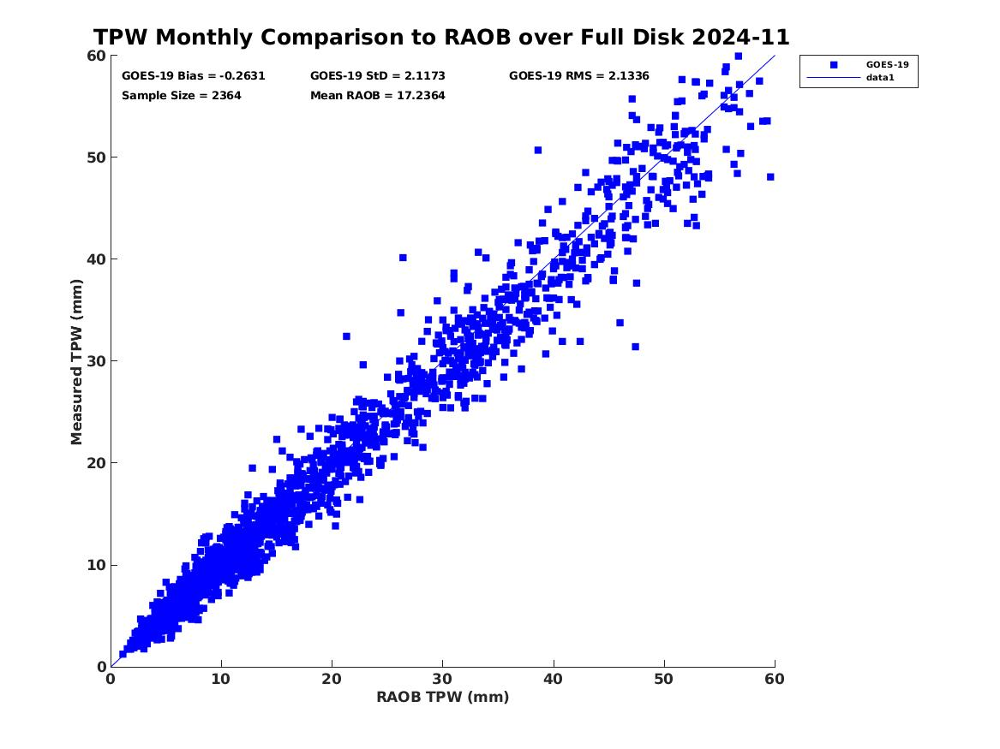 TPW Monthly Comparison to RAOB over Full Disk 2024-11
GOES-19 Bias = -0.2631 GOES-19 StD = 2.1173 GOES-19 RMS = 2.1336
Sample Size = 2364 Mean RAOB = 17.2364
GOES-19
data1
60
50
40
30
20
10
0
Measured TPW (mm)
0 10 20 30 40 50 60
RAOB TPW (mm)